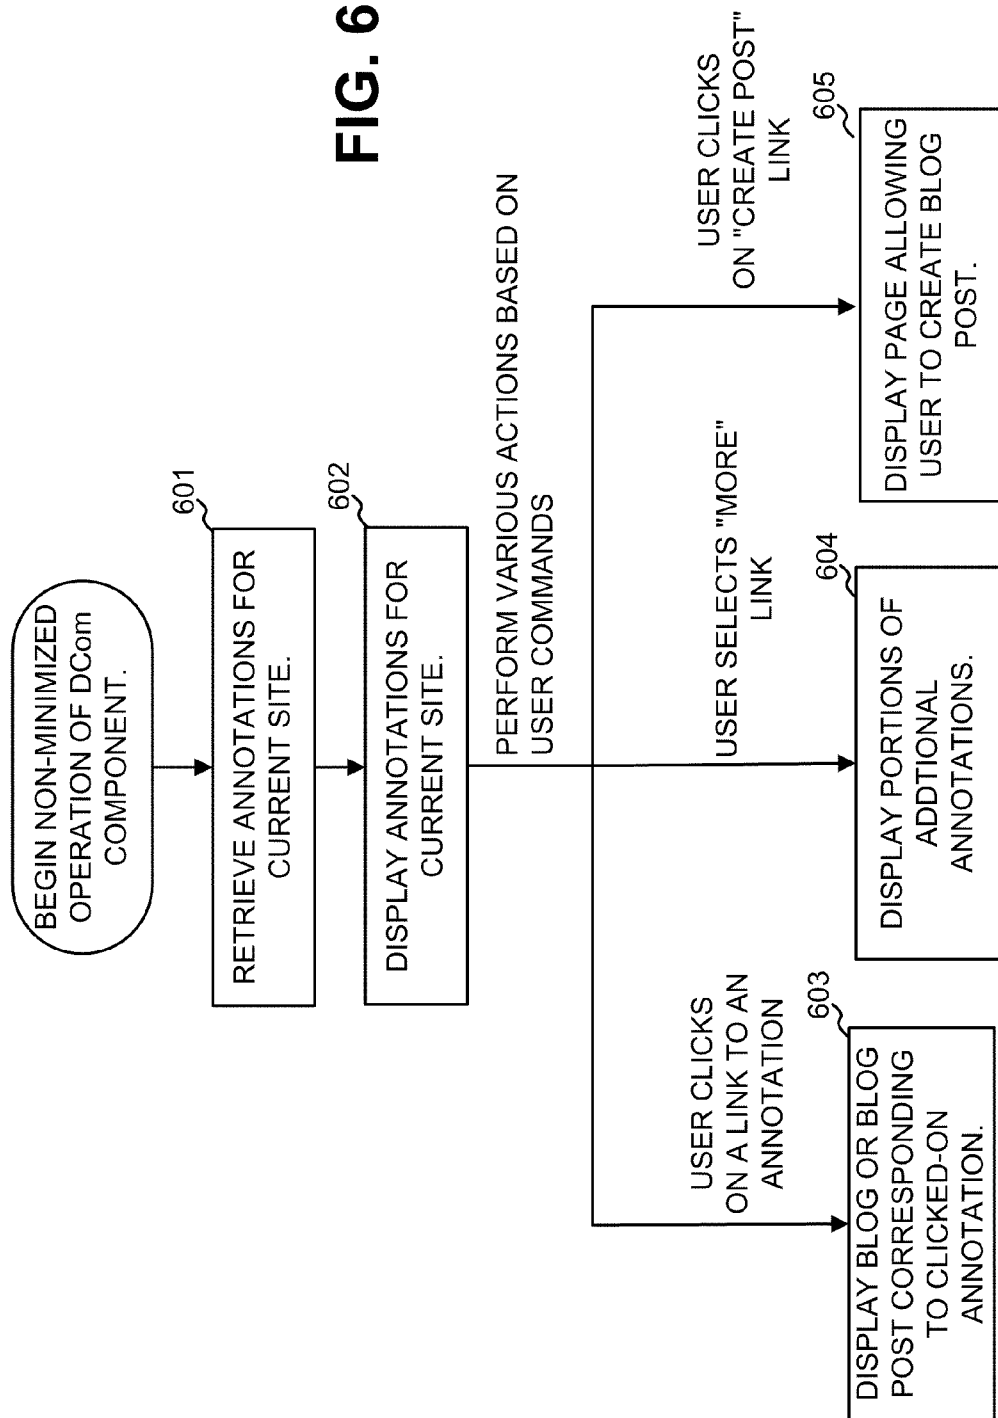 BEGIN NON-MINIMIZED
OPERATION OF DCom
COMPONENT.
601
RETRIEVE ANNOTATIONS FOR
CURRENT SITE.
602
DISPLAY ANNOTATIONS FOR
CURRENT SITE.
PERFORM VARIOUS ACTIONS BASED ON
USER COMMANDS
USER CLICKS
ON A LINK TO AN
ANNOTATION
603
DISPLAY BLOG OR BLOG
POST CORRESPONDING
TO CLICKED-ON
ANNOTATION.
USER SELECTS "MORE"
LINK
604
DISPLAY PORTIONS OF
ADDTIONAL
ANNOTATIONS.
USER CLICKS
ON "CREATE POST"
LINK
605
DISPLAY PAGE ALLOWING
USER TO CREATE BLOG
POST.
FIG. 6